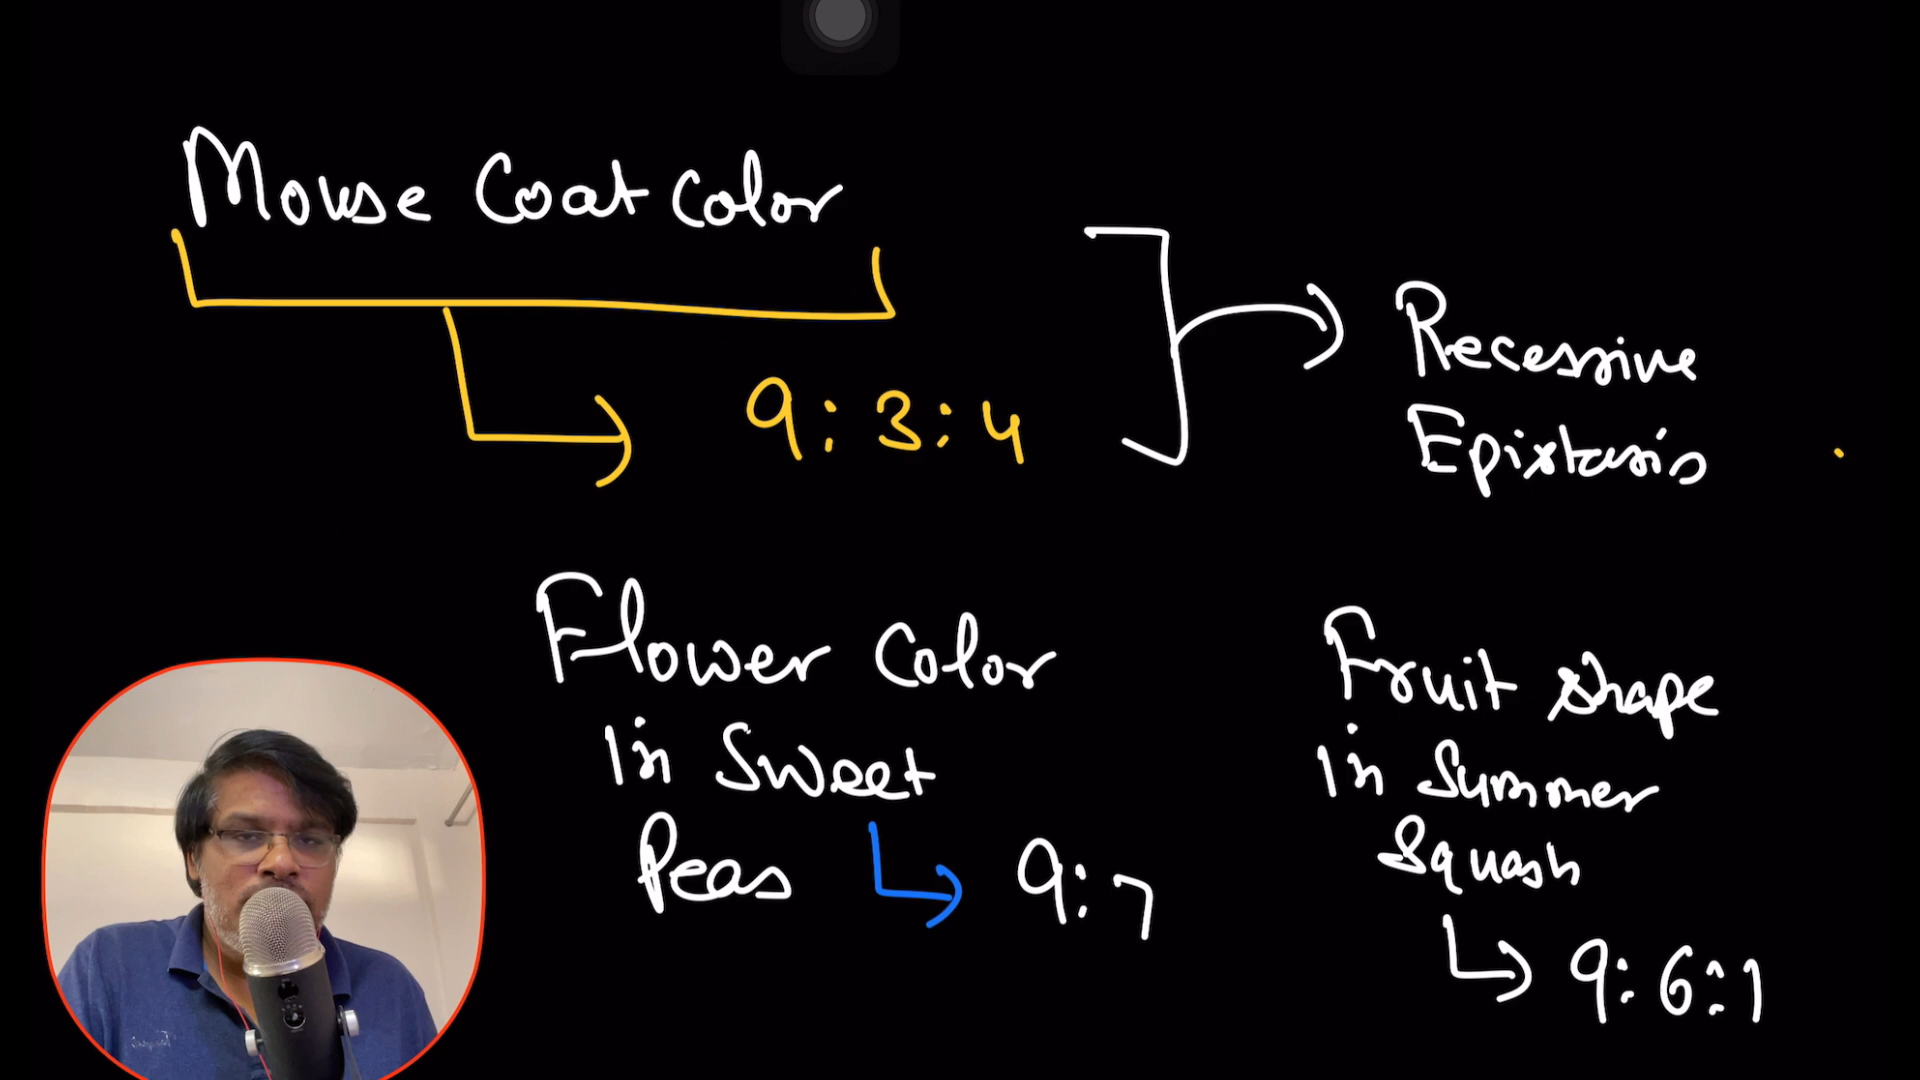 Mouse Coat Color
9:3:4
Recessive
Epistasis
Flower Color
in Sweet
Peas
9:7
Fruit shape
in Summer
Squash
9:6:1